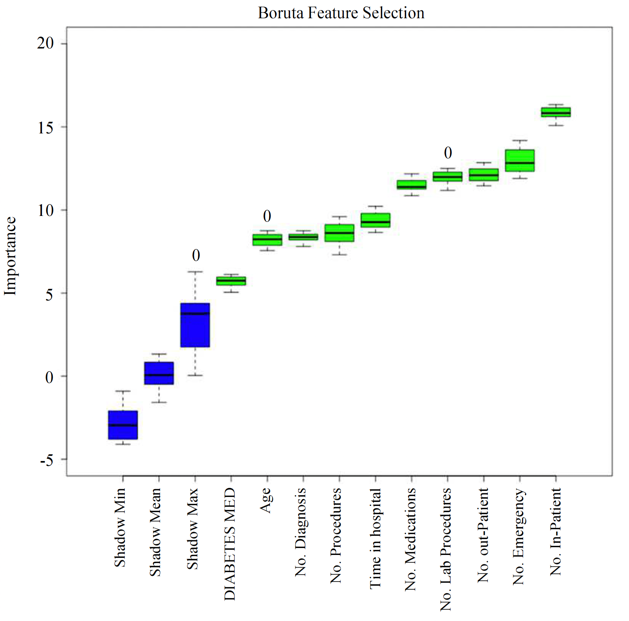 Boruta Feature Selection
Importance
20
15
10
5
0
-5
0
0
0
Shadow Min
Shadow Mean
Shadow Max
DIABETES MED
Age
No. Diagnosis
No. Procedures
Time in hospital
No. Medications
No. Lab Procedures
No. out-Patient
No. Emergency
No. In-Patient